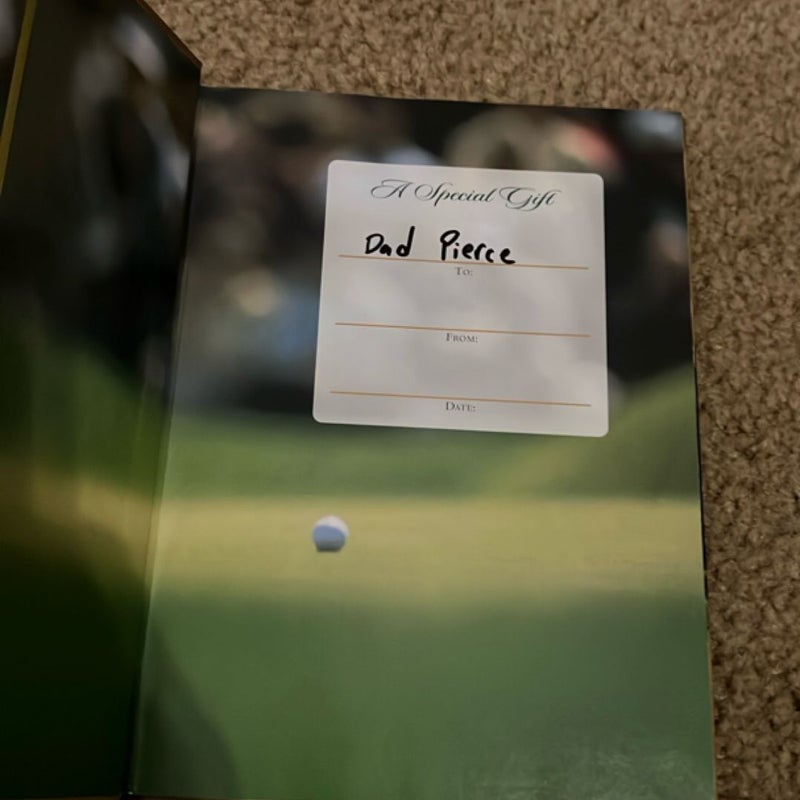 A Special Gift
Dad Pierce
To:
From:
Date: